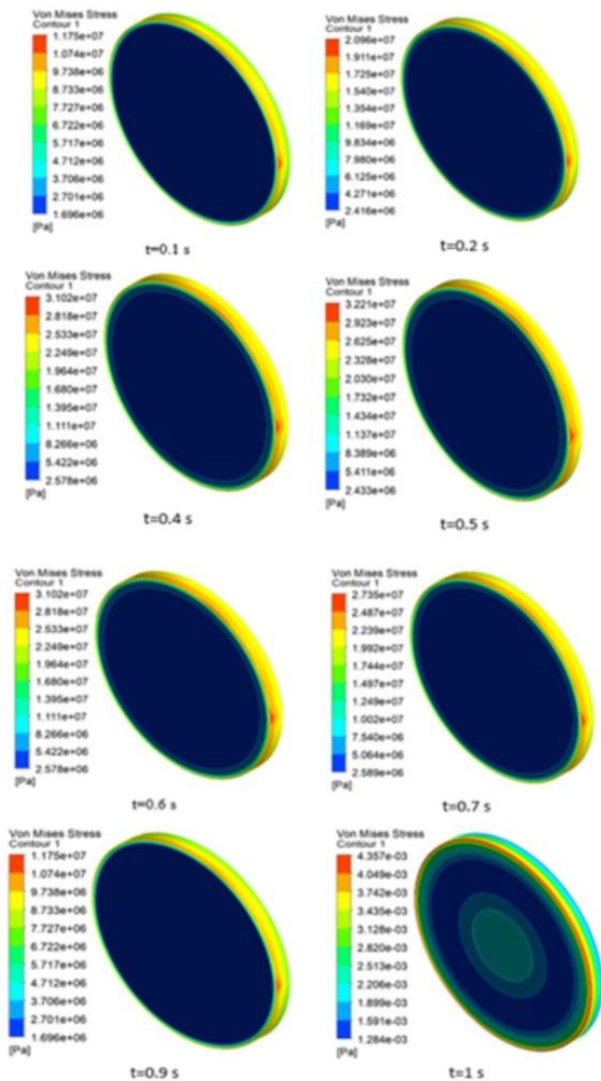 Von Mises Stress
Contour 1
1.175e+07
1.074e+07
9.738e+06
8.733e+06
7.727e+06
6.722e+06
5.717e+06
4.712e+06
3.706e+06
2.701e+06
1.696e+06
[Pa]
t=0.1 s
Von Mises Stress
Contour 1
2.096e+07
1.911e+07
1.725e+07
1.540e+07
1.354e+07
1.169e+07
9.834e+06
7.980e+06
6.125e+06
4.271e+06
2.416e+06
[Pa]
t=0.2 s
Von Mises Stress
Contour 1
3.102e+07
2.818e+07
2.533e+07
2.249e+07
1.964e+07
1.680e+07
1.395e+07
1.111e+07
8.266e+06
5.422e+06
2.578e+06
[Pa]
t=0.4 s
Von Mises Stress
Contour 1
3.221e+07
2.923e+07
2.625e+07
2.328e+07
2.030e+07
1.732e+07
1.434e+07
1.137e+07
8.389e+06
5.411e+06
2.433e+06
[Pa]
t=0.5 s
Von Mises Stress
Contour 1
3.102e+07
2.818e+07
2.533e+07
2.249e+07
1.964e+07
1.680e+07
1.395e+07
1.111e+07
8.266e+06
5.422e+06
2.578e+06
[Pa]
t=0.6 s
Von Mises Stress
Contour 1
2.735e+07
2.487e+07
2.239e+07
1.992e+07
1.744e+07
1.497e+07
1.249e+07
1.002e+07
7.540e+06
5.064e+06
2.589e+06
[Pa]
t=0.7 s
Von Mises Stress
Contour 1
1.175e+07
1.074e+07
9.738e+06
8.733e+06
7.727e+06
6.722e+06
5.717e+06
4.712e+06
3.706e+06
2.701e+06
1.696e+06
[Pa]
t=0.9 s
Von Mises Stress
Contour 1
4.357e-03
4.049e-03
3.742e-03
3.435e-03
3.128e-03
2.820e-03
2.513e-03
2.206e-03
1.899e-03
1.591e-03
1.284e-03
[Pa]
t=1 s